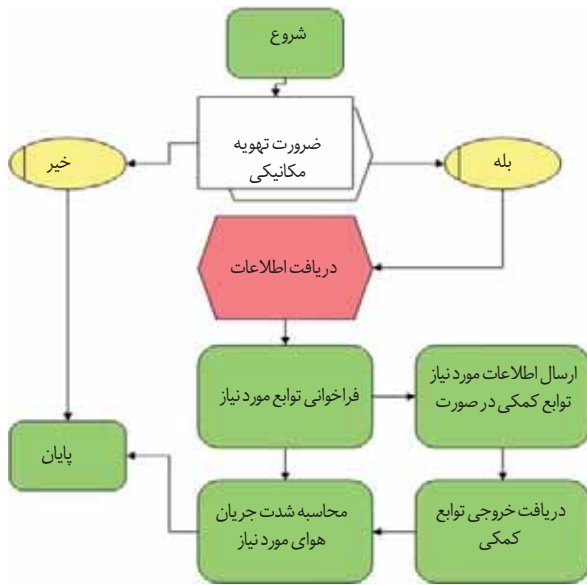 شروع
ضرورت تهویه
مکانیکی
بله
خیر
دریافت اطلاعات
فراخوانی توابع مورد نیاز
ارسال اطلاعات مورد نیاز
توابع کمکی در صورت
دریافت خروجی توابع
کمکی
محاسبه شدت جریان
هوای مورد نیاز
پایان